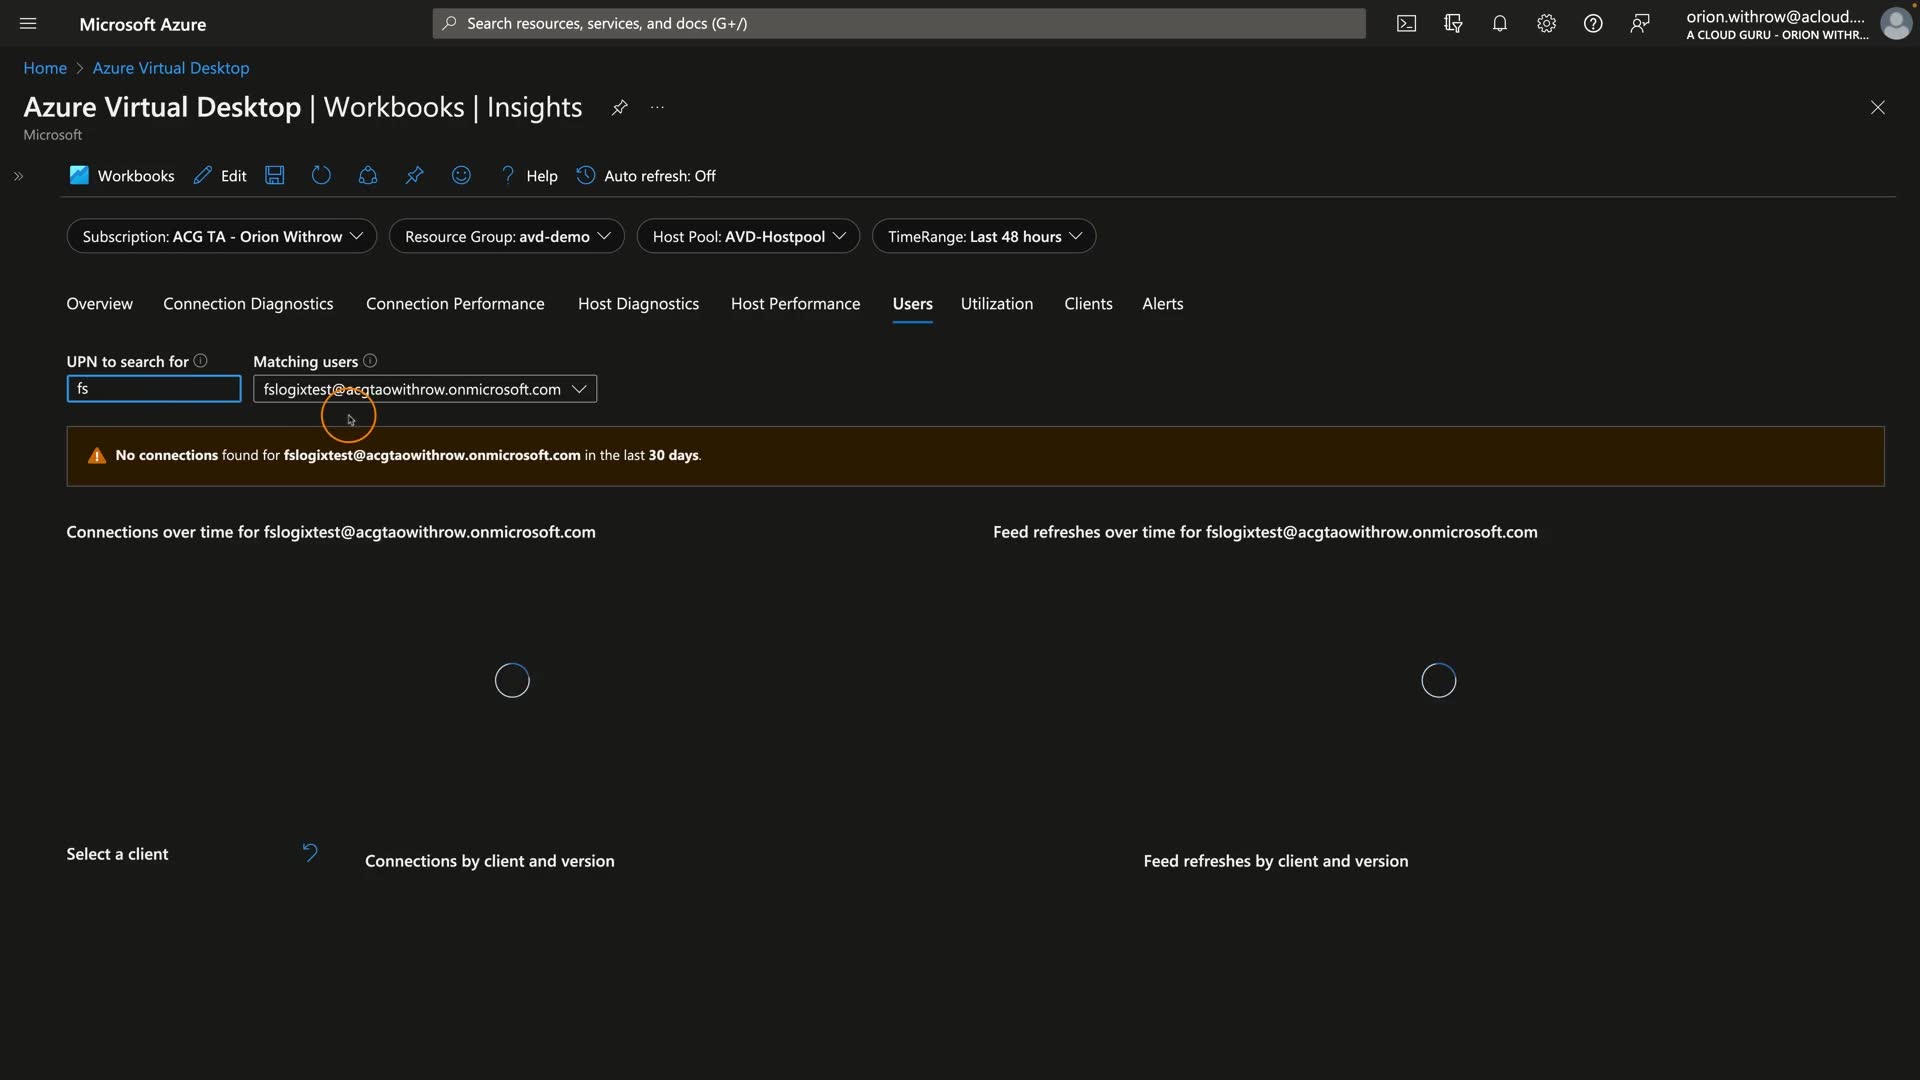 Microsoft Azure
Search resources, services, and docs (G+/)
orion.withrow@acloud....
A CLOUD GURU - ORION WITHR...
Home > Azure Virtual Desktop
Azure Virtual Desktop | Workbooks | Insights
Microsoft
Workbooks Edit Help Auto refresh: Off
Subscription: ACG TA - Orion Withrow Resource Group: avd-demo Host Pool: AVD-Hostpool TimeRange: Last 48 hours
Overview Connection Diagnostics Connection Performance Host Diagnostics Host Performance Users Utilization Clients Alerts
UPN to search for Matching users
fs fslogixtest@acgtaowithrow.onmicrosoft.com
No connections found for fslogixtest@acgtaowithrow.onmicrosoft.com in the last 30 days.
Connections over time for fslogixtest@acgtaowithrow.onmicrosoft.com
Feed refreshes over time for fslogixtest@acgtaowithrow.onmicrosoft.com
Select a client
Connections by client and version
Feed refreshes by client and version